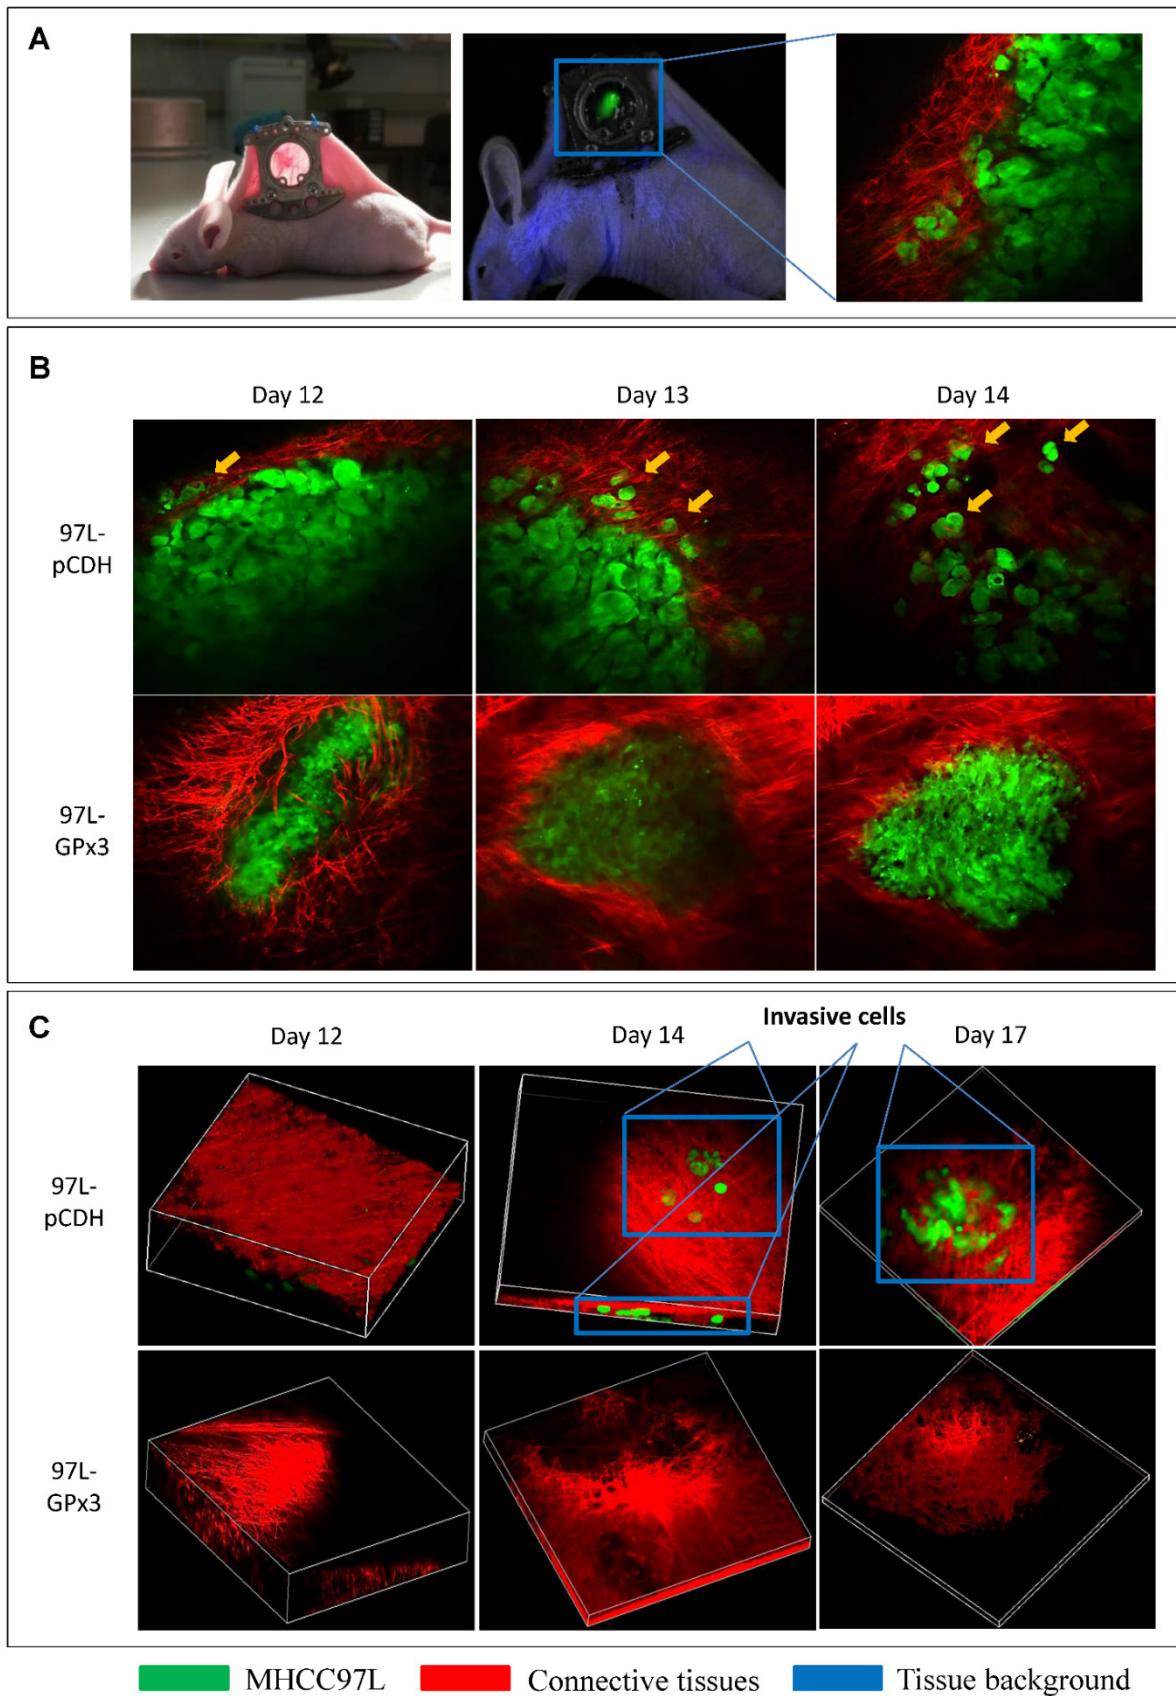 A
B
Day 12
Day 13
Day 14
97L-
pCDH
97L-
GPx3
C
Day 12
Day 14
Invasive cells
Day 17
97L-
pCDH
97L-
GPx3
MHCC97L
Connective tissues
Tissue background